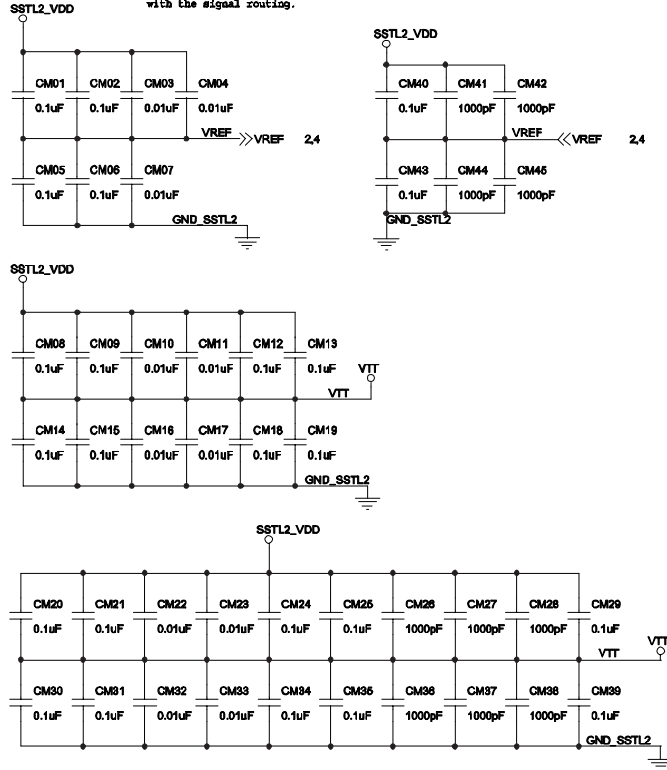 with the signal routing.
SSTL2_VDD
CM01 CM02 CM03 CM04
0.1uF 0.1uF 0.01uF 0.01uF
VREF VREF 2,4
CM05 CM06 CM07
0.1uF 0.1uF 0.01uF
GND_SSTL2
SSTL2_VDD
CM40 CM41 CM42
0.1uF 1000pF 1000pF
VREF VREF 2,4
CM43 CM44 CM45
0.1uF 1000pF 1000pF
GND_SSTL2
SSTL2_VDD
CM08 CM09 CM10 CM11 CM12 CM13
0.1uF 0.1uF 0.01uF 0.01uF 0.1uF 0.1uF
VTT
VTT
CM14 CM15 CM16 CM17 CM18 CM19
0.1uF 0.1uF 0.01uF 0.01uF 0.1uF 0.1uF
GND_SSTL2
SSTL2_VDD
CM20 CM21 CM22 CM23 CM24 CM25 CM26 CM27 CM28 CM29
0.1uF 0.1uF 0.01uF 0.01uF 0.1uF 0.1uF 1000pF 1000pF 1000pF 0.1uF
VTT
VTT
CM30 CM31 CM32 CM33 CM34 CM35 CM36 CM37 CM38 CM39
0.1uF 0.1uF 0.01uF 0.01uF 0.1uF 0.1uF 1000pF 1000pF 1000pF 0.1uF
GND_SSTL2